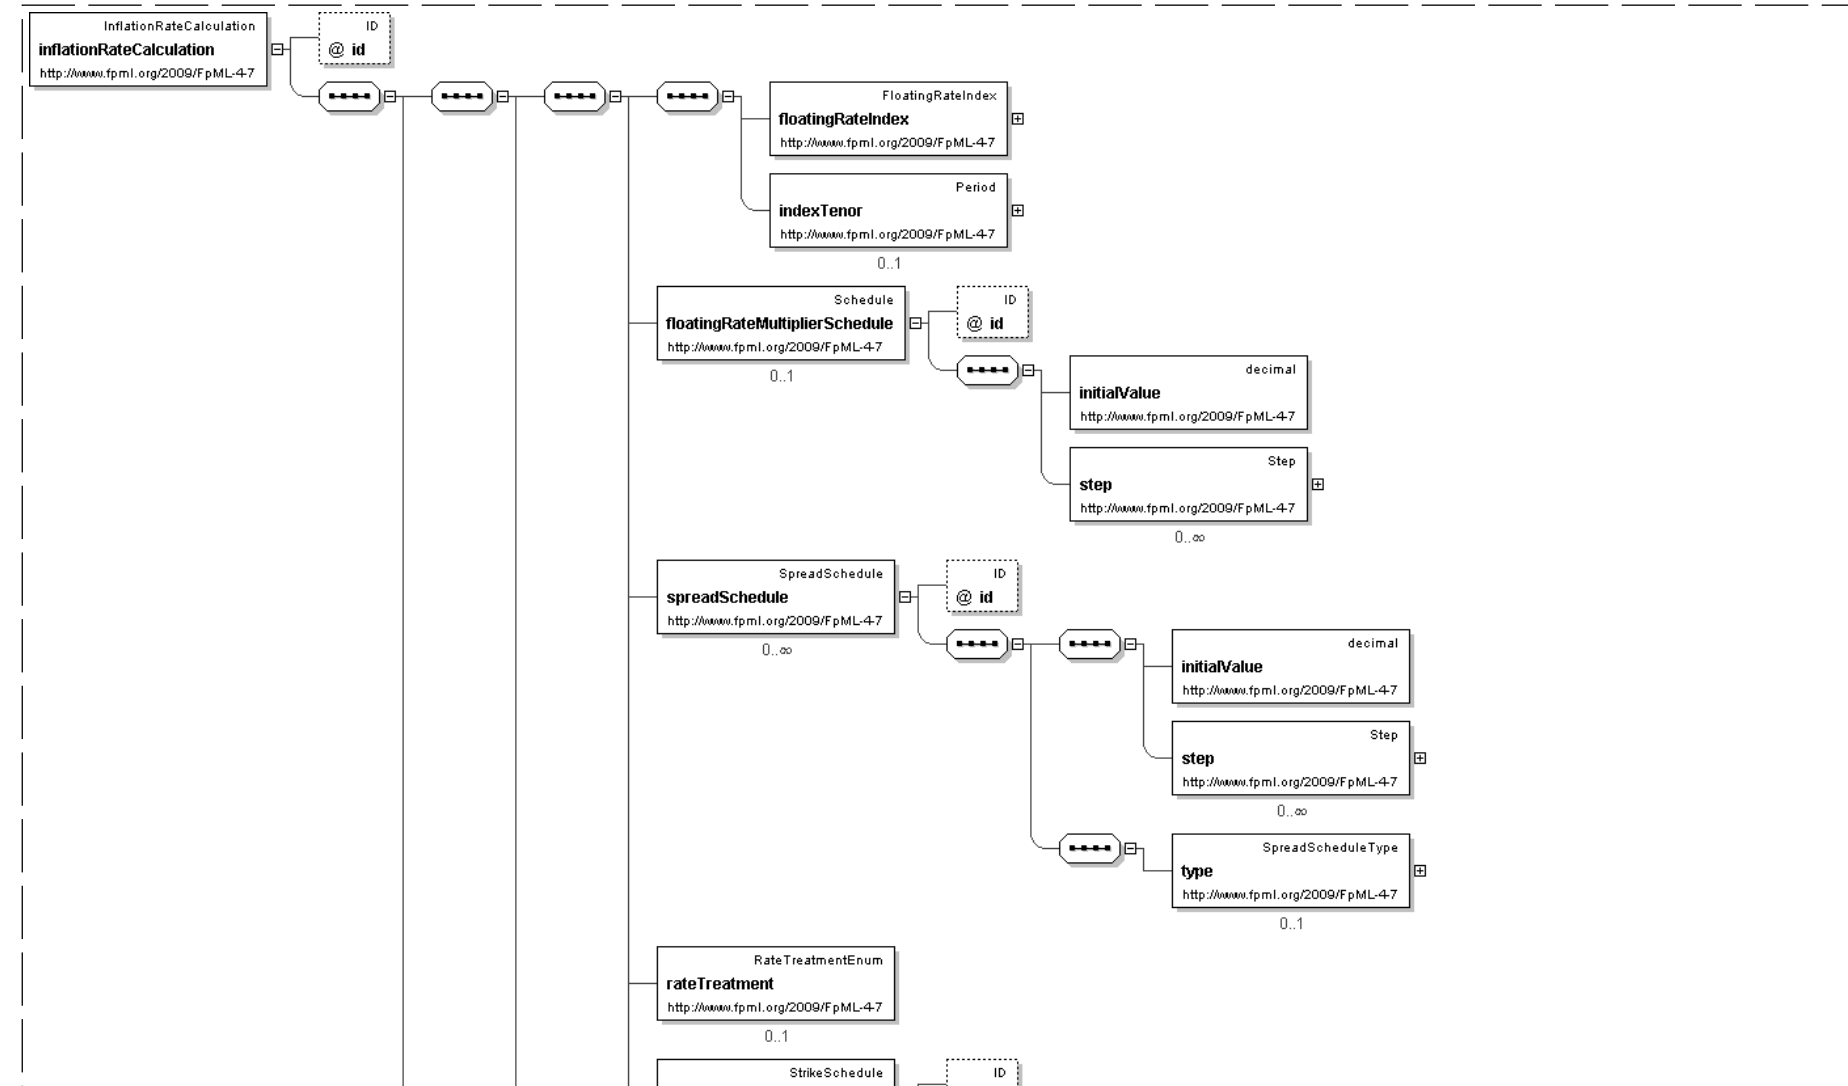 InflationRateCalculation
inflationRateCalculation
http://www.fpml.org/2009/FpML-4-7
ID
@ id
FloatingRateIndex
floatingRateIndex
http://www.fpml.org/2009/FpML-4-7
Period
indexTenor
http://www.fpml.org/2009/FpML-4-7
0..1
Schedule
floatingRateMultiplierSchedule
http://www.fpml.org/2009/FpML-4-7
0..1
ID
@ id
decimal
initialValue
http://www.fpml.org/2009/FpML-4-7
Step
step
http://www.fpml.org/2009/FpML-4-7
0..∞
SpreadSchedule
spreadSchedule
http://www.fpml.org/2009/FpML-4-7
0..∞
ID
@ id
decimal
initialValue
http://www.fpml.org/2009/FpML-4-7
Step
step
http://www.fpml.org/2009/FpML-4-7
0..∞
SpreadScheduleType
type
http://www.fpml.org/2009/FpML-4-7
0..1
RateTreatmentEnum
rateTreatment
http://www.fpml.org/2009/FpML-4-7
0..1
StrikeSchedule
ID